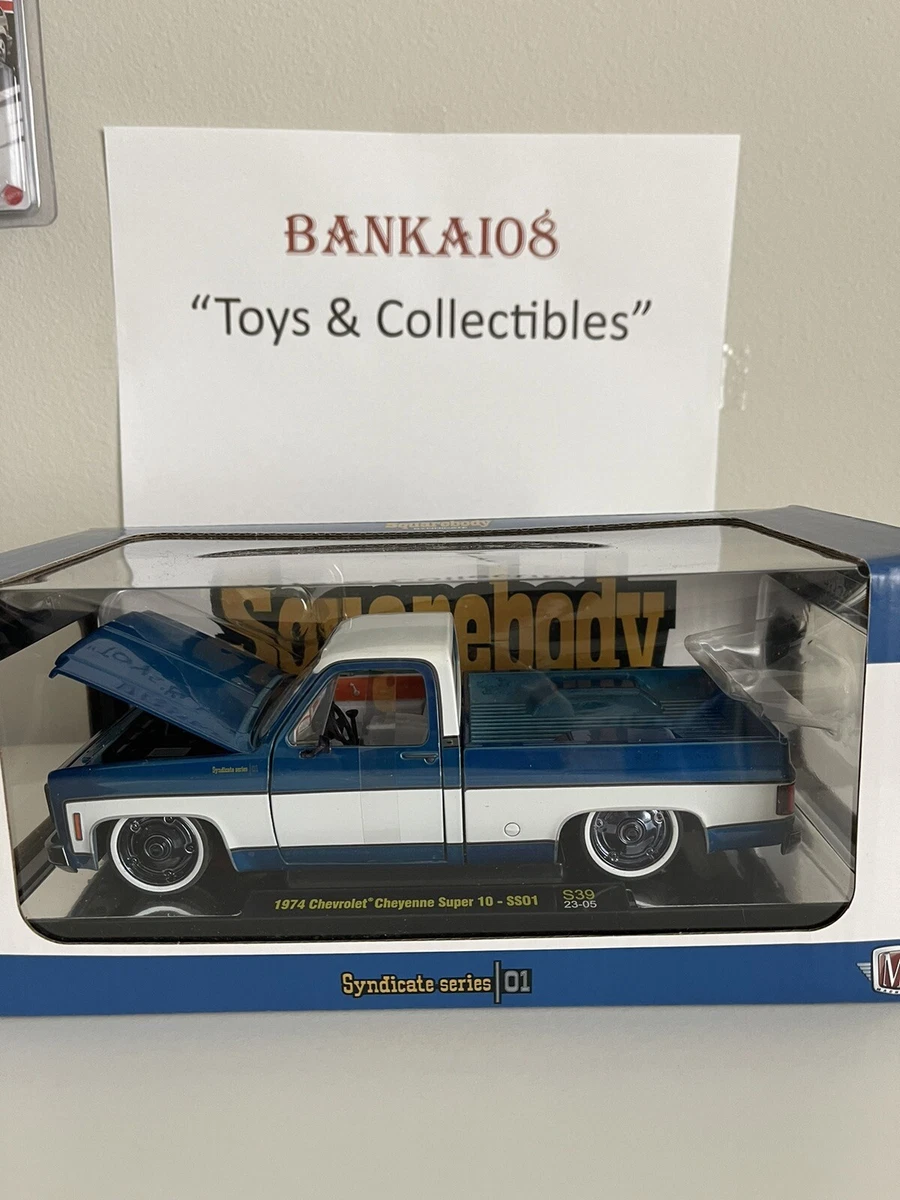 BANKAI08
“Toys & Collectibles”
Squarebody
Squarebody
Syndicate series|01
1974 Chevrolet® Cheyenne Super 10 - SS01
S39
23-05
Syndicate series|01
M